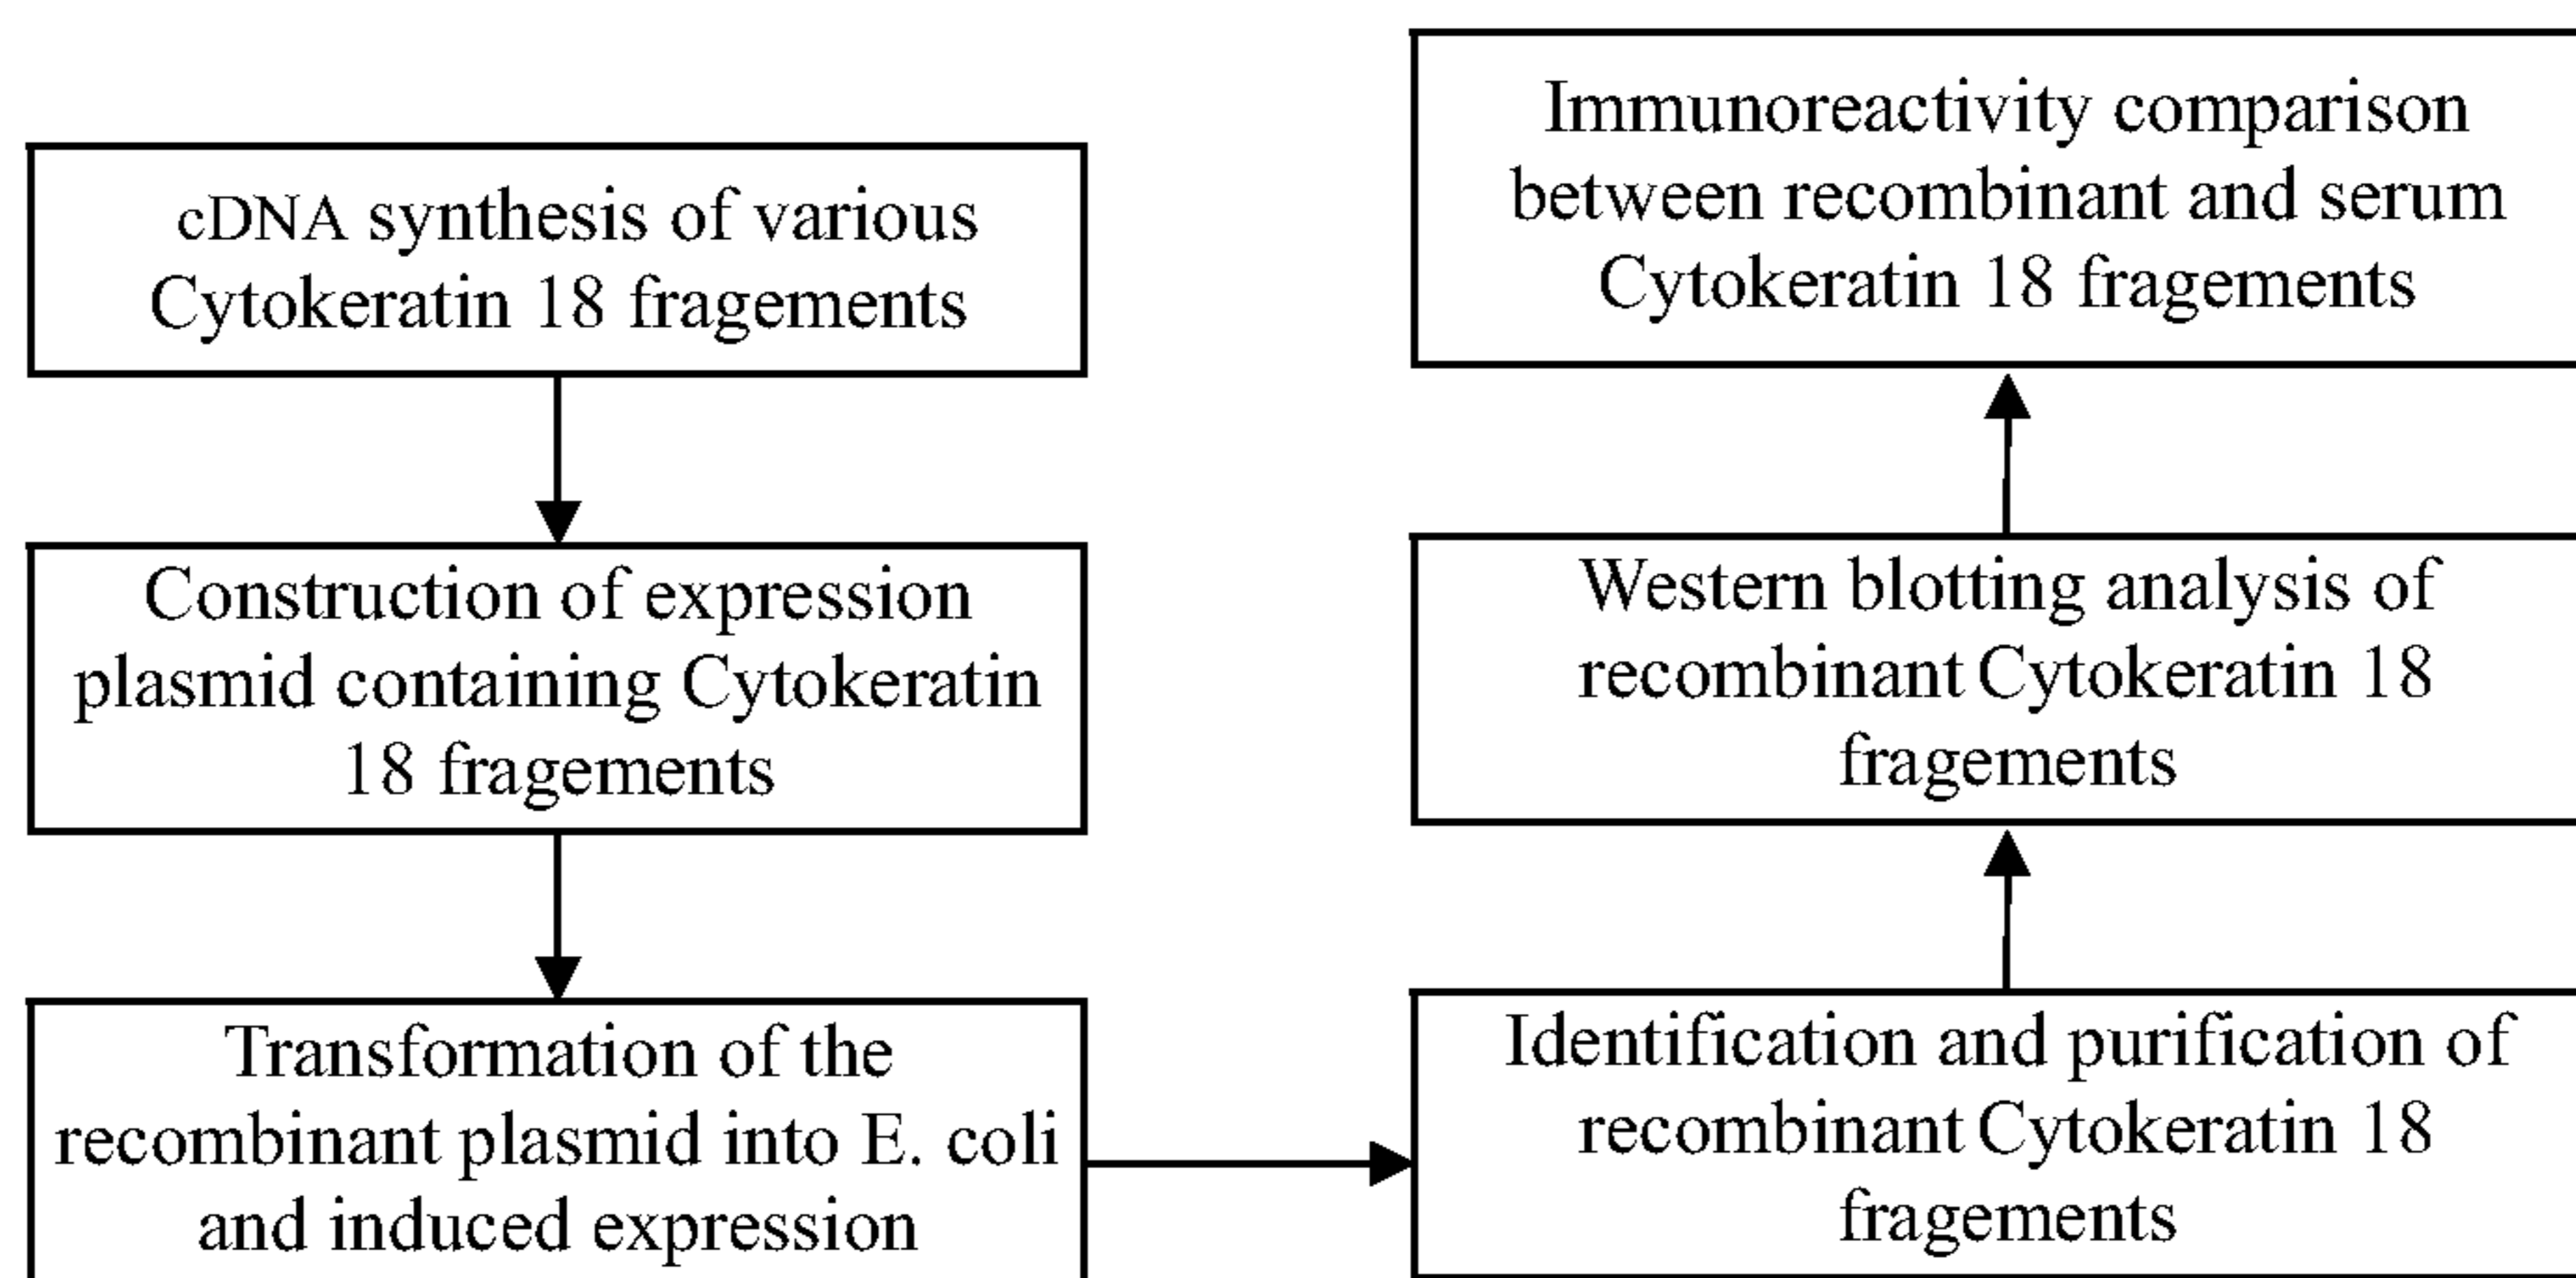 cDNA synthesis of various
Cytokeratin 18 fragements
Construction of expression
plasmid containing Cytokeratin
18 fragements
Transformation of the
recombinant plasmid into E. coli
and induced expression
Identification and purification of
recombinant Cytokeratin 18
fragements
Western blotting analysis of
recombinant Cytokeratin 18
fragements
Immunoreactivity comparison
between recombinant and serum
Cytokeratin 18 fragements